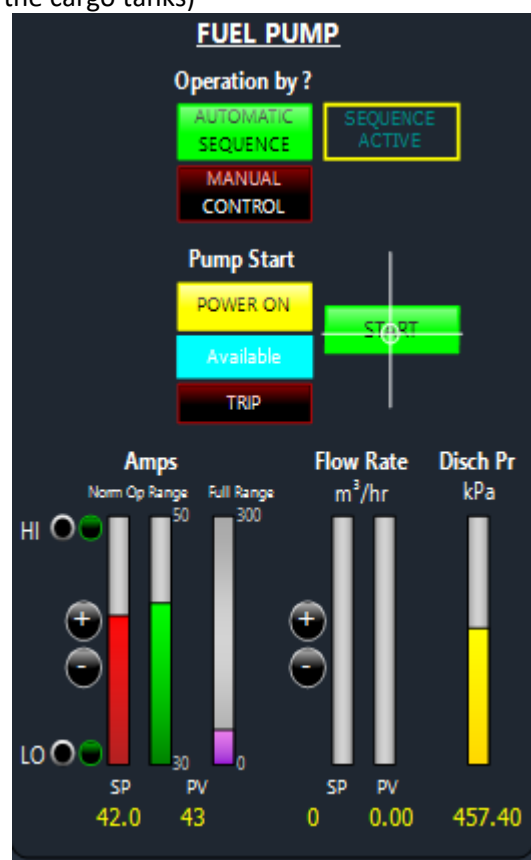 the cargo tanks)
FUEL PUMP
Operation by ?
AUTOMATIC
SEQUENCE
SEQUENCE
ACTIVE
MANUAL
CONTROL
Pump Start
POWER ON
START
Available
TRIP
Amps
Flow Rate
Disch Pr
Norm Op Range
Full Range
m³/hr
kPa
HI
50
300
+
+
-
-
LO
30
0
SP
PV
SP
PV
42.0
43
0
0.00
457.40